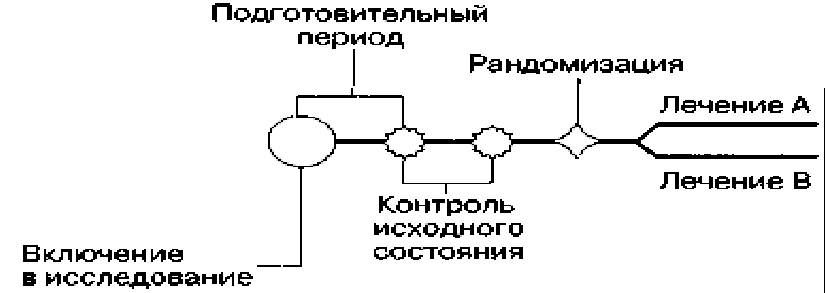 Подготовительный
период
Рандомизация
Лечение А
Лечение В
Контроль
исходного
состояния
Включение
в исследование